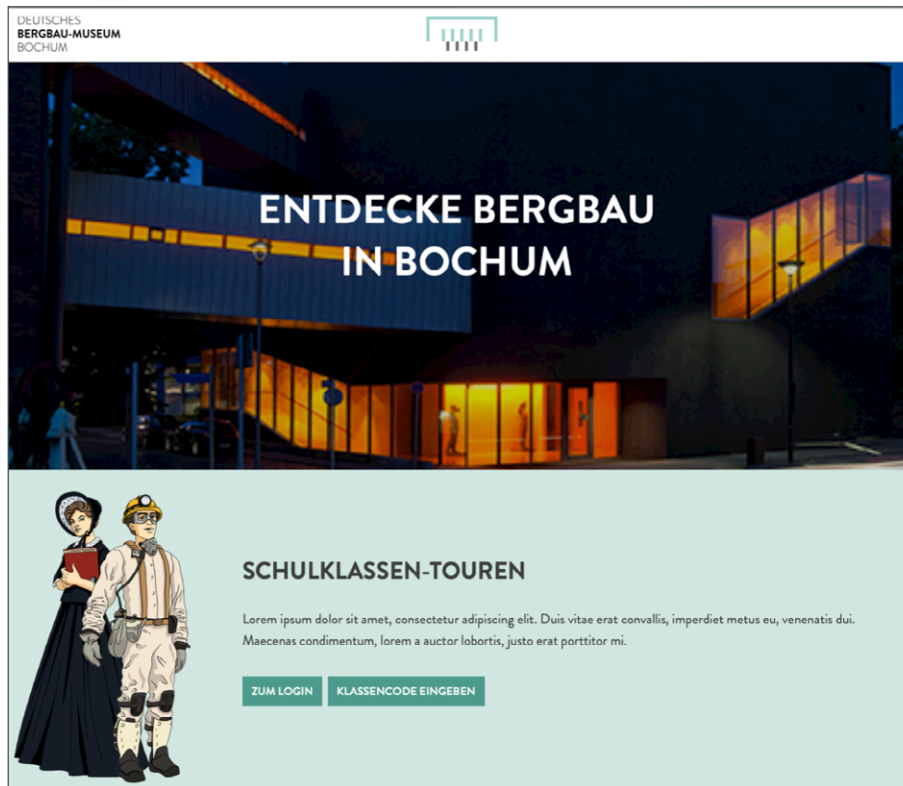 DEUTSCHES
BERGBAU-MUSEUM
BOCHUM
ENTDECKE BERGBAU
IN BOCHUM
SCHULKLASSEN-TOUREN
Lorem ipsum dolor sit amet, consectetur adipiscing elit. Duis vitae erat convallis, imperdiet metus eu, venenatis dui.
Maecenas condimentum, lorem a auctor lobortis, justo erat porttitor mi.
ZUM LOGIN KLASSENCODE EINGEBEN